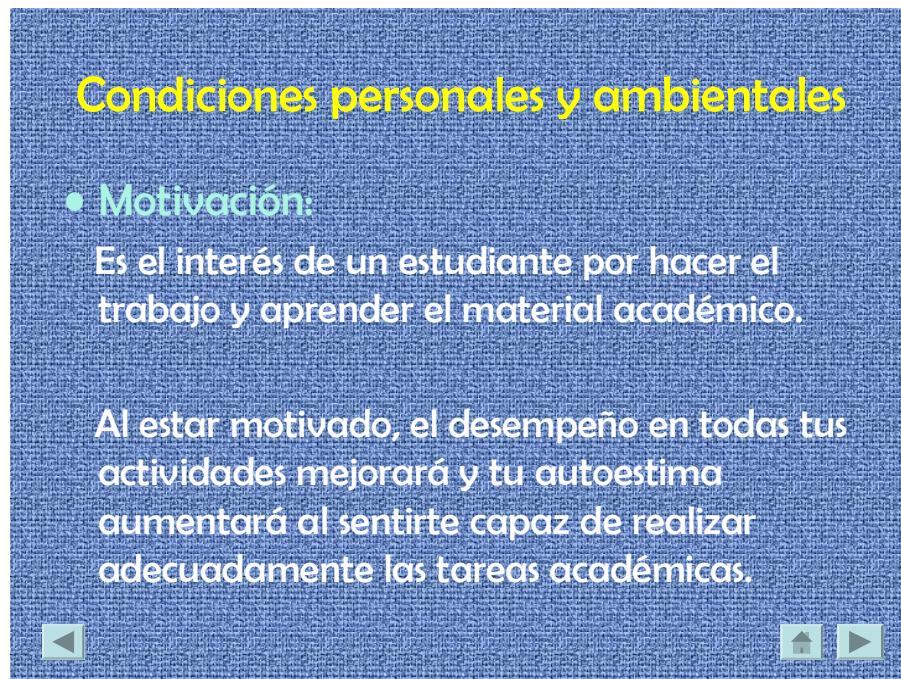 Condiciones personales y ambientales
• Motivación:
Es el interés de un estudiante por hacer el
trabajo y aprender el material académico.
Al estar motivado, el desempeño en todas tus
actividades mejorará y tu autoestima
aumentará al sentirte capaz de realizar
adecuadamente las tareas académicas.